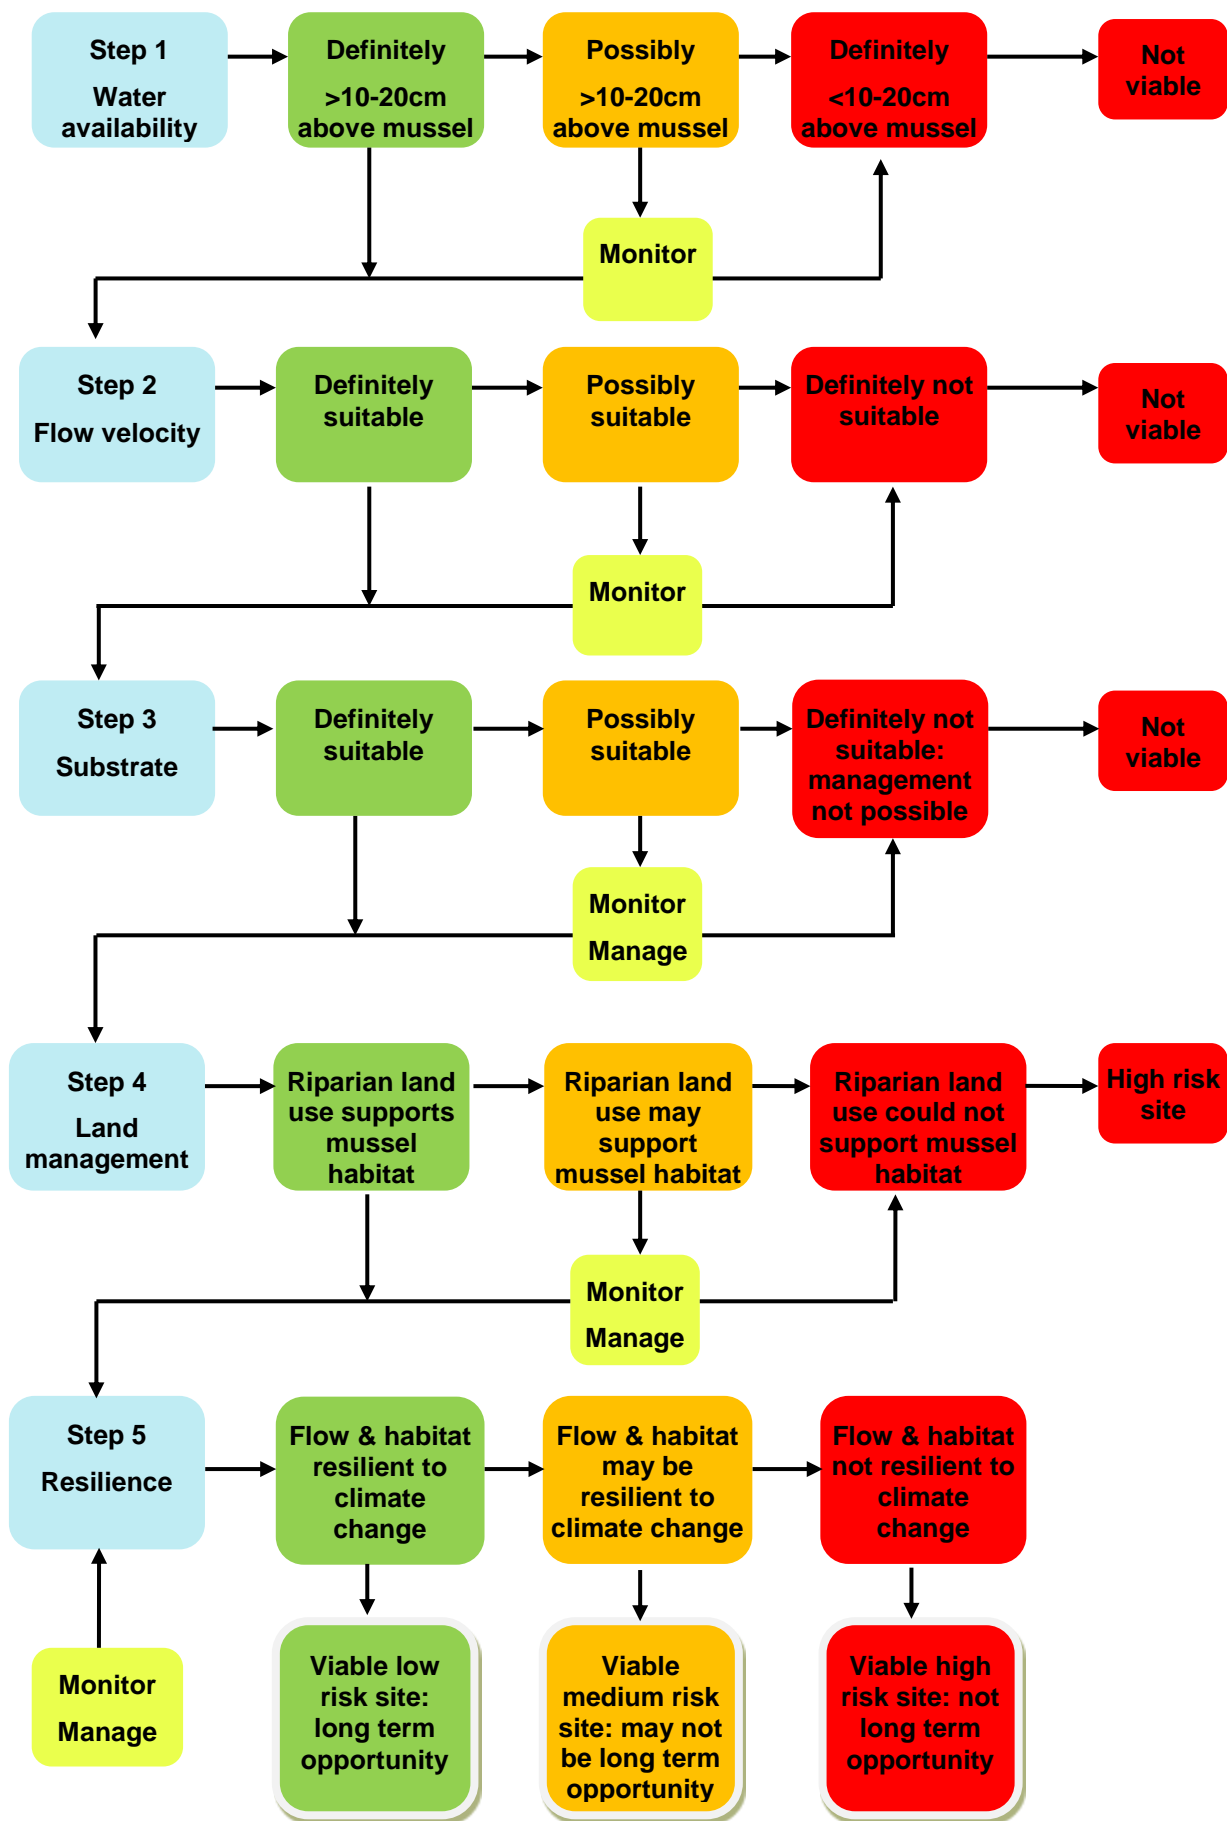 Step 1
Water
availability
Definitely
>10-20cm
above mussel
Possibly
>10-20cm
above mussel
Definitely
<10-20cm
above mussel
Not
viable
Monitor
Step 2
Flow velocity
Definitely
suitable
Possibly
suitable
Definitely not
suitable
Not
viable
Monitor
Step 3
Substrate
Definitely
suitable
Possibly
suitable
Definitely not
suitable:
management
not possible
Not
viable
Monitor
Manage
Step 4
Land
management
Riparian land
use supports
mussel
habitat
Riparian land
use may
support
mussel habitat
Riparian land
use could not
support mussel
habitat
High risk
site
Monitor
Manage
Step 5
Resilience
Flow & habitat
resilient to
climate
change
Flow & habitat
may be
resilient to
climate change
Flow & habitat
not resilient to
climate
change
Monitor
Manage
Viable low
risk site:
long term
opportunity
Viable
medium risk
site: may not
be long term
opportunity
Viable high
risk site: not
long term
opportunity